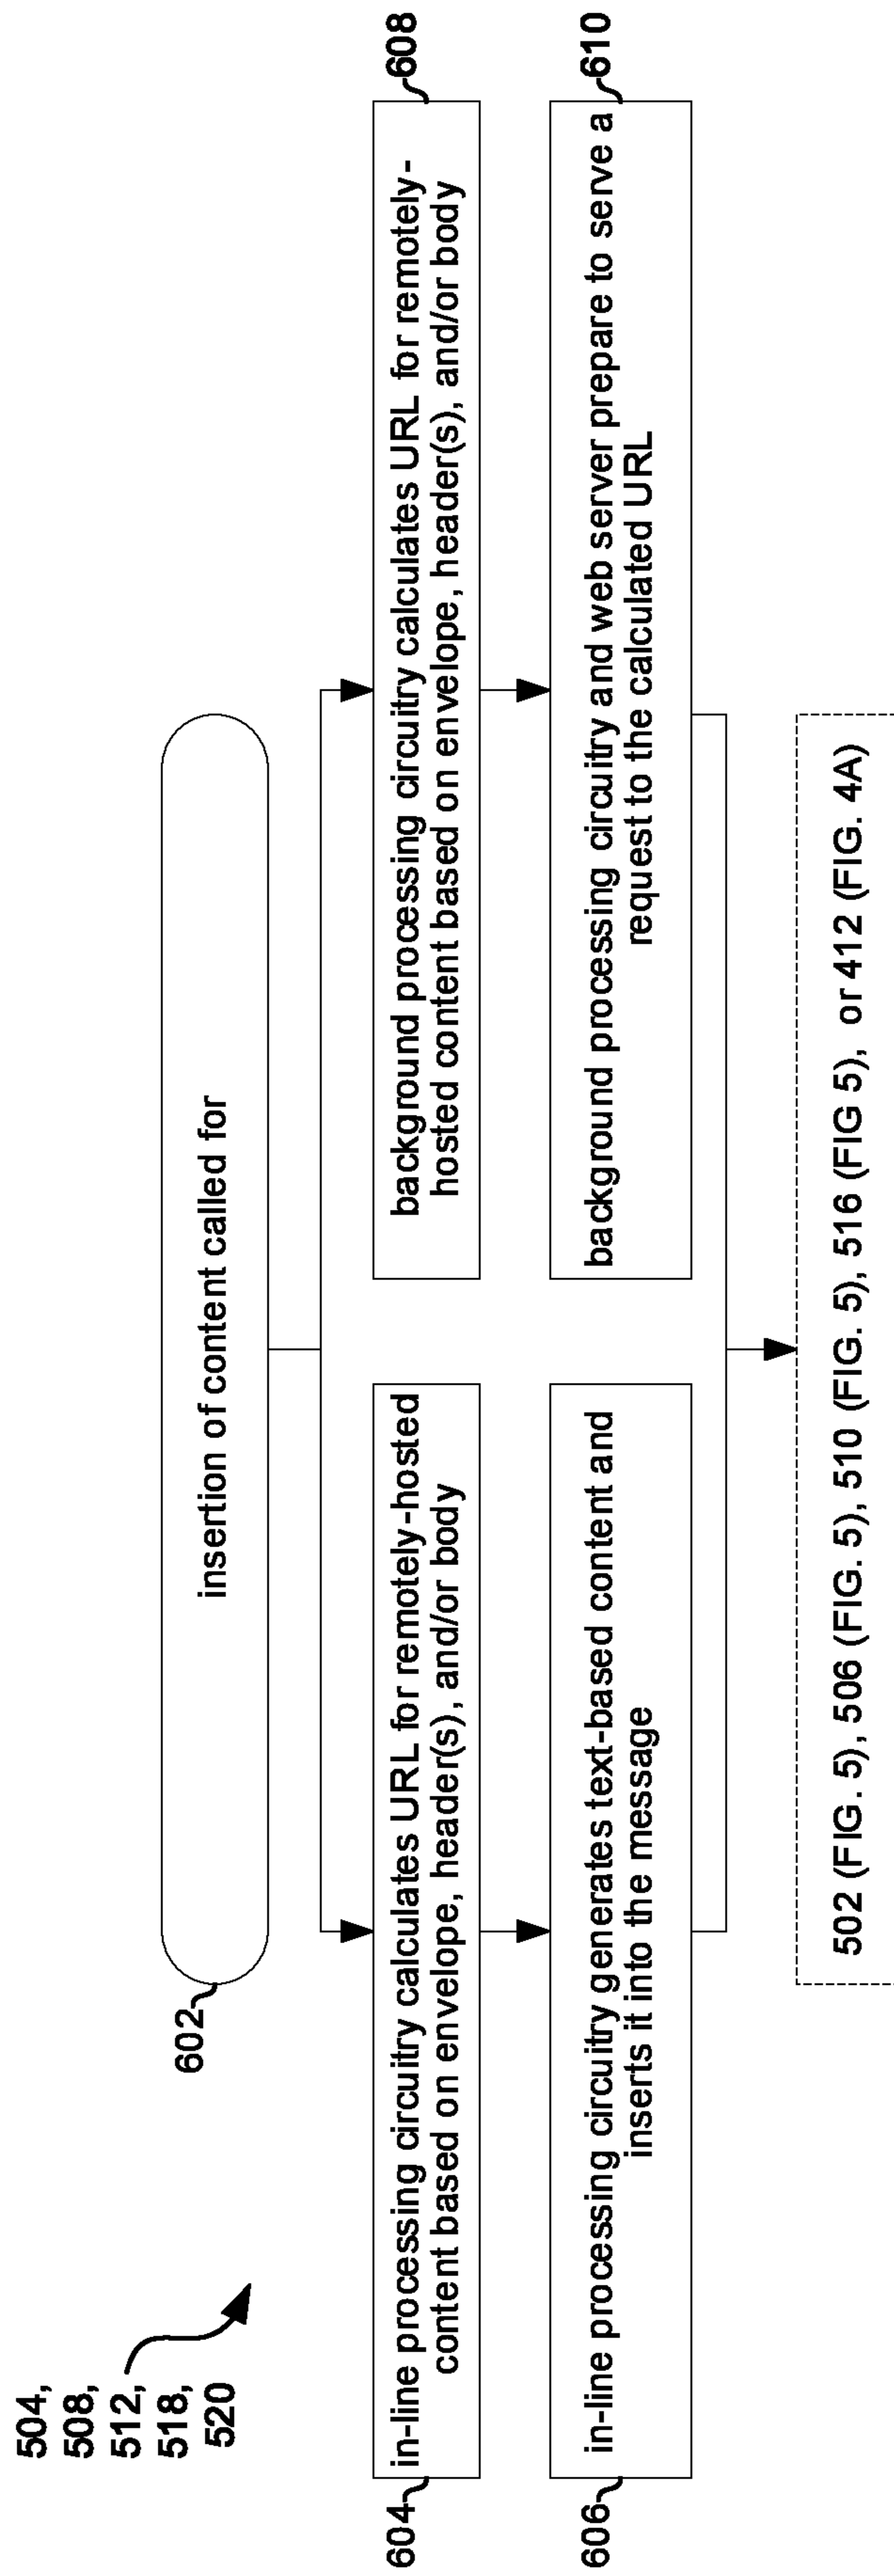 504,
508,
512,
518,
520
602
insertion of content called for
604
in-line processing circuitry calculates URL for remotely-hosted
content based on envelope, header(s), and/or body
608
background processing circuitry calculates URL for remotely-
hosted content based on envelope, header(s), and/or body
606
in-line processing circuitry generates text-based content and
inserts it into the message
610
background processing circuitry and web server prepare to serve a
request to the calculated URL
502 (FIG. 5), 506 (FIG. 5), 510 (FIG. 5), 516 (FIG 5), or 412 (FIG. 4A)